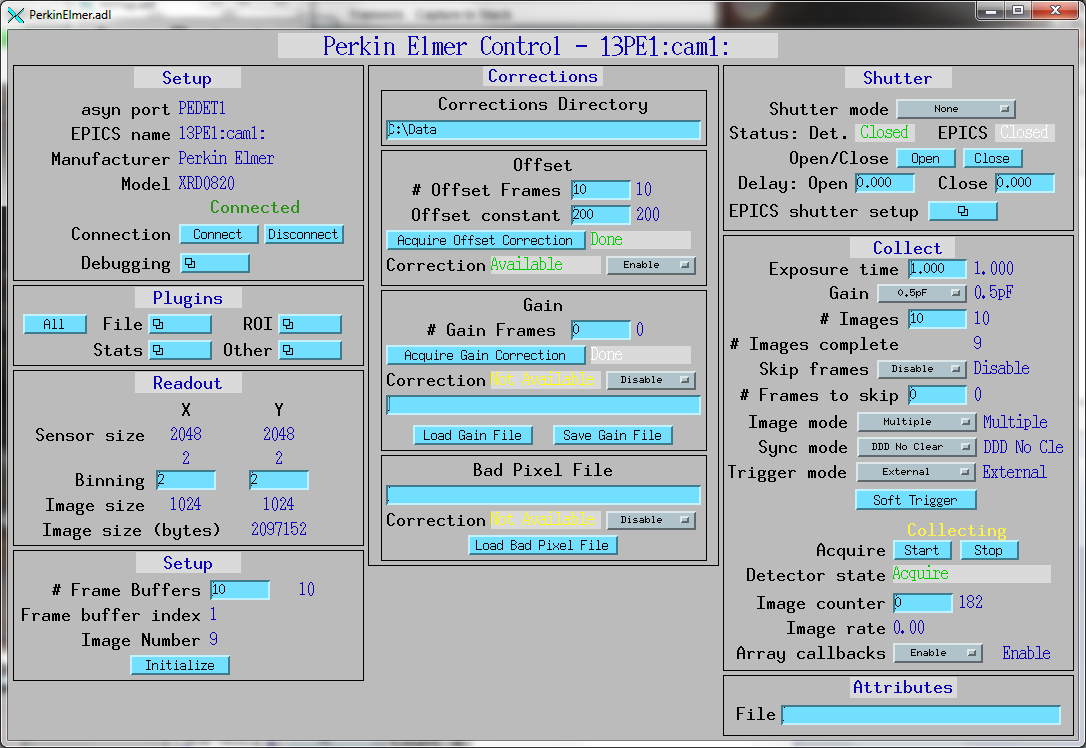 PerkinElmer.adl
Perkin Elmer Control - 13PE1:cam1:
Setup
asyn port PEDET1
EPICS name 13PE1:cam1:
Manufacturer Perkin Elmer
Model XRD0820
Connected
Connection Connect Disconnect
Debugging
Plugins
All File ROI
Stats Other
Readout
X Y
Sensor size 2048 2048
2 2
Binning 2 2
Image size 1024 1024
Image size (bytes) 2097152
Setup
# Frame Buffers 10 10
Frame buffer index 1
Image Number 9
Initialize
Corrections
Corrections Directory
C:\Data
Offset
# Offset Frames 10 10
Offset constant 200 200
Acquire Offset Correction Done
Correction Available Enable
Gain
# Gain Frames 0 0
Acquire Gain Correction Done
Correction Not Available Disable
Load Gain File Save Gain File
Bad Pixel File
Correction Not Available Disable
Load Bad Pixel File
Shutter
Shutter mode None
Status: Det. Closed EPICS Closed
Open/Close Open Close
Delay: Open 0.000 Close 0.000
EPICS shutter setup
Collect
Exposure time 1.000 1.000
Gain 0.5pF 0.5pF
# Images 10 10
# Images complete 9
Skip frames Disable Disable
# Frames to skip 0 0
Image mode Multiple Multiple
Sync mode DDD No Clear DDD No Cle
Trigger mode External External
Soft Trigger
Collecting
Acquire Start Stop
Detector state Acquire
Image counter 0 182
Image rate 0.00
Array callbacks Enable Enable
Attributes
File